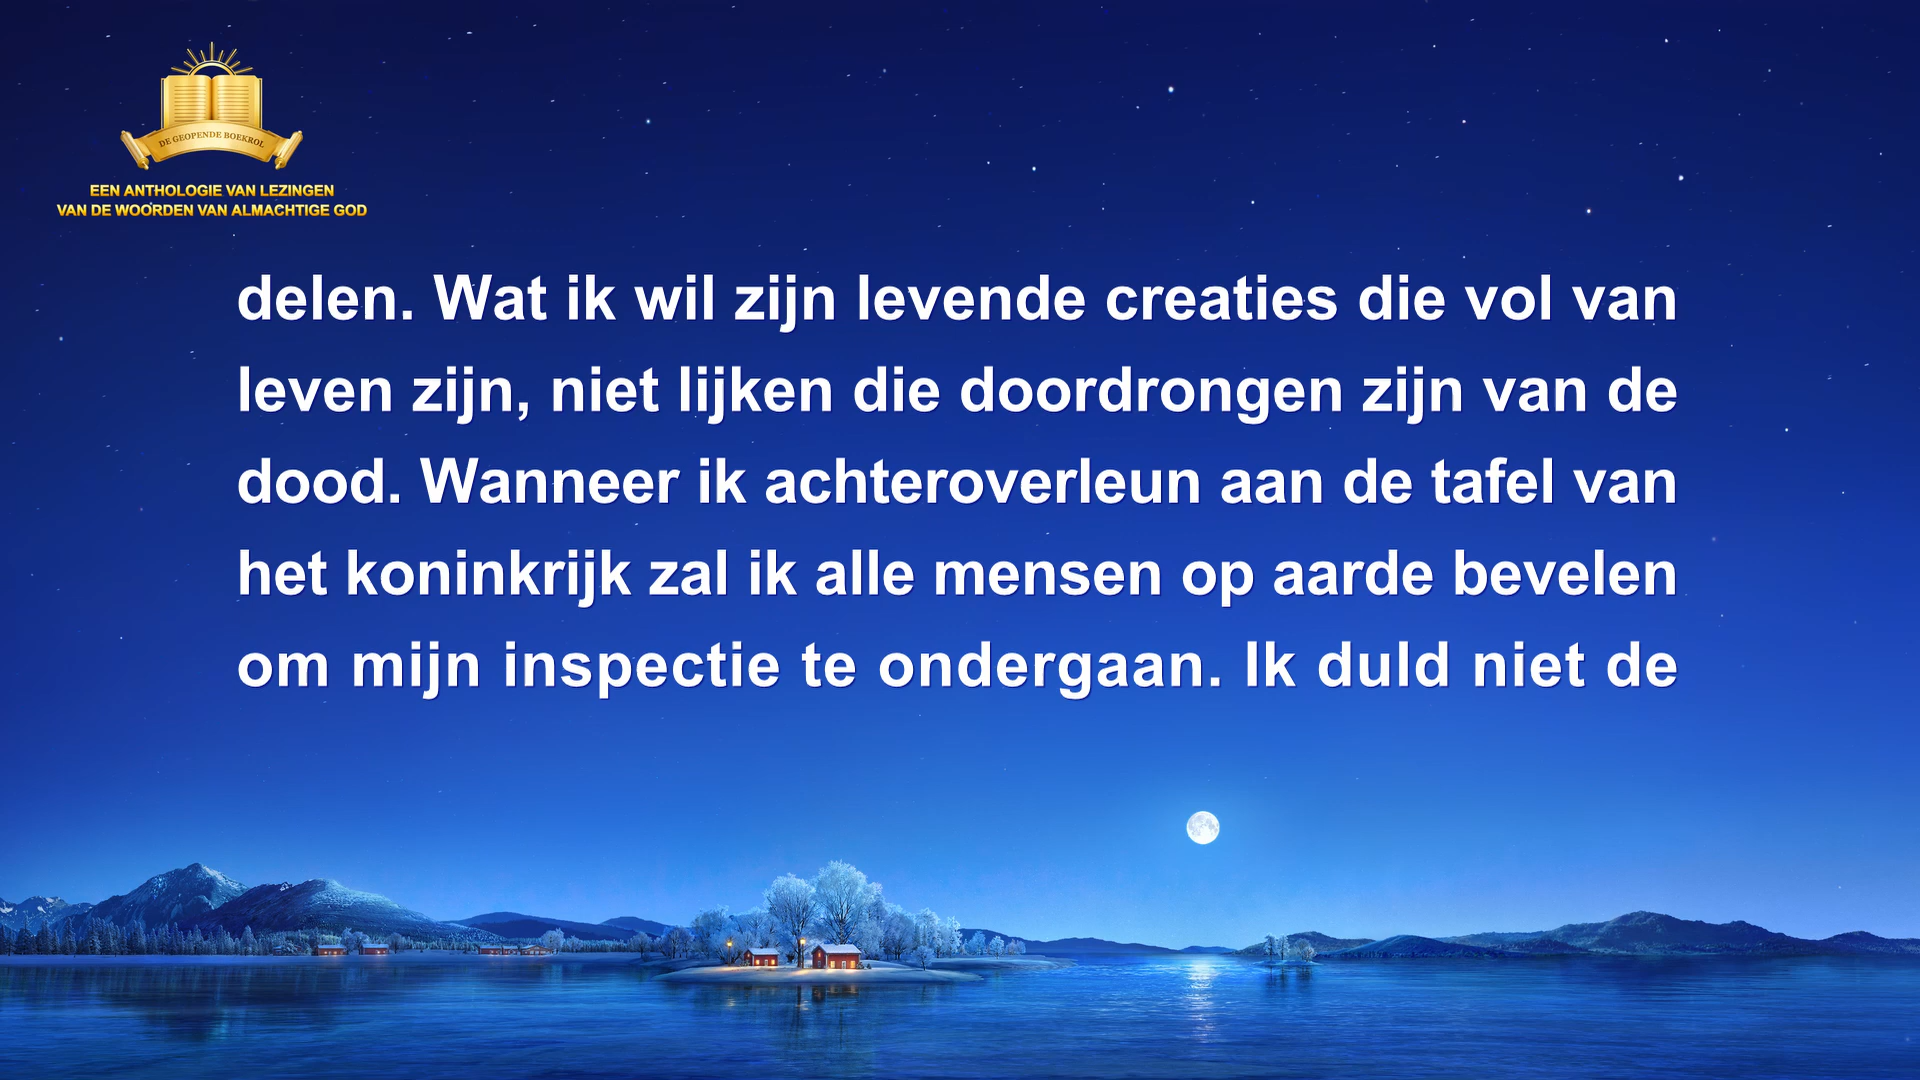 DE GEOPENDE BOEKROL
EEN ANTHOLOGIE VAN LEZINGEN
VAN DE WOORDEN VAN ALMACHTIGE GOD
delen. Wat ik wil zijn levende creaties die vol van
leven zijn, niet lijken die doordrongen zijn van de
dood. Wanneer ik achteroverleun aan de tafel van
het koninkrijk zal ik alle mensen op aarde bevelen
om mijn inspectie te ondergaan. Ik duld niet de